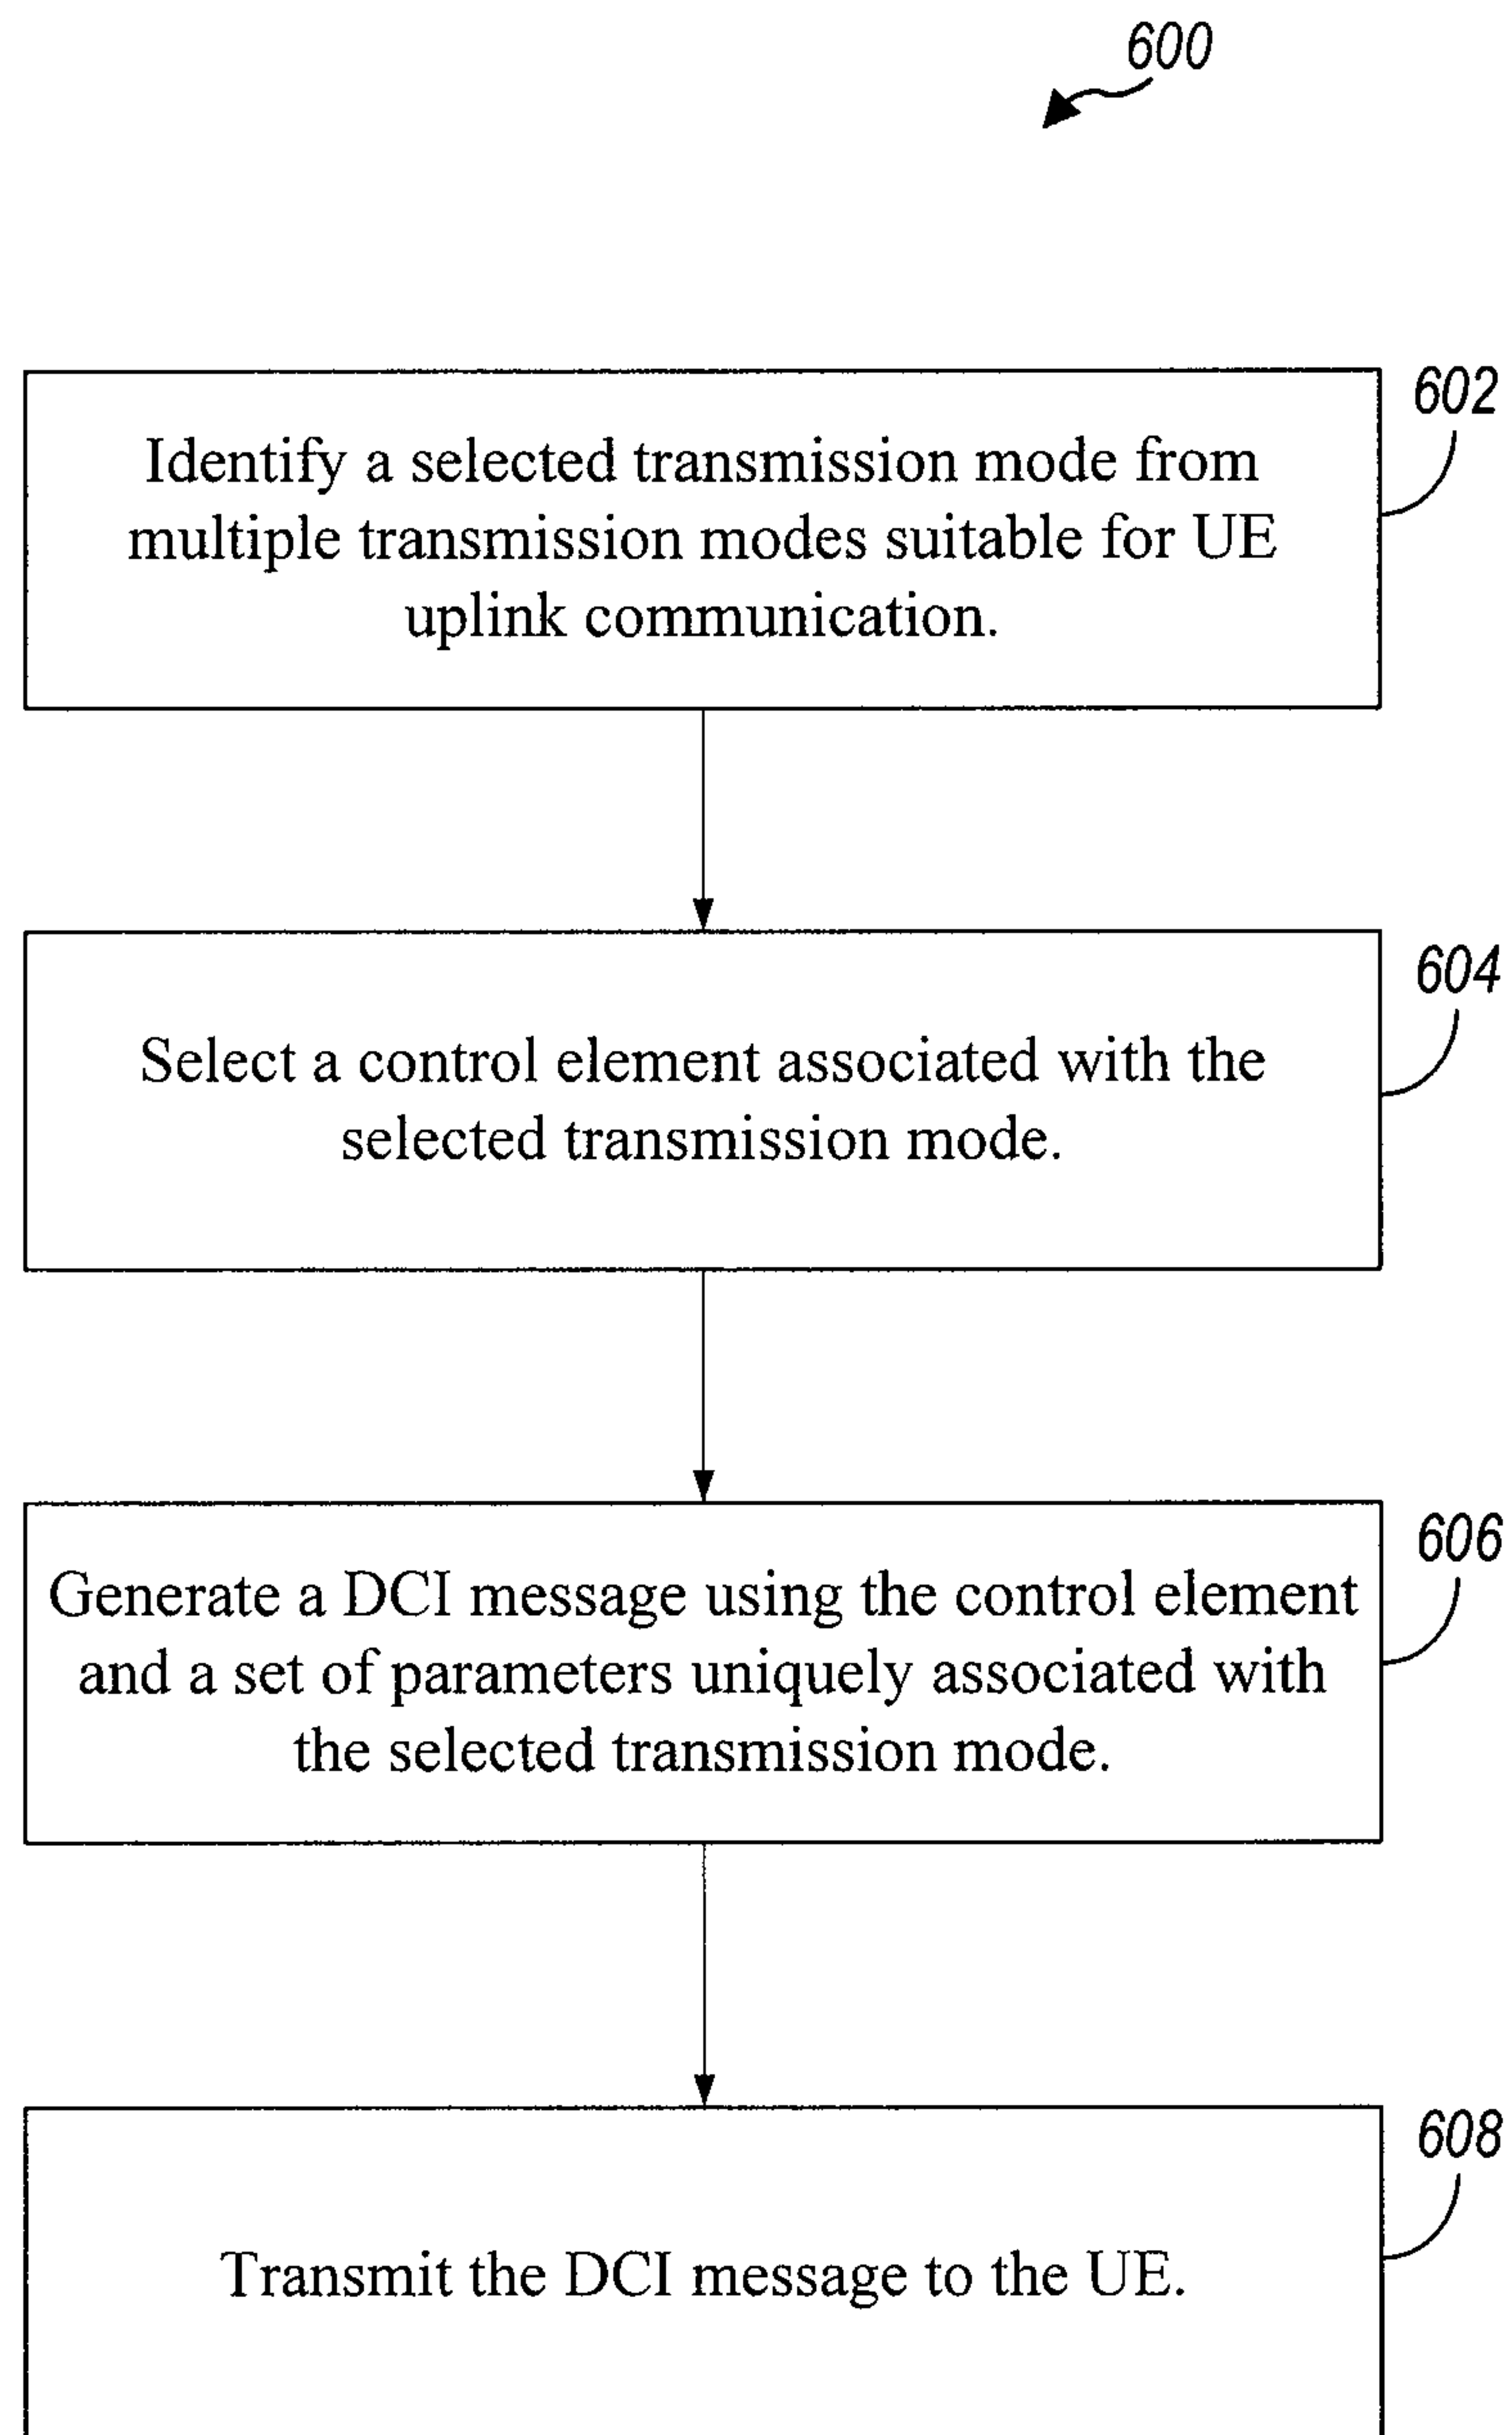 600
602
Identify a selected transmission mode from
multiple transmission modes suitable for UE
uplink communication.
604
Select a control element associated with the
selected transmission mode.
606
Generate a DCI message using the control element
and a set of parameters uniquely associated with
the selected transmission mode.
608
Transmit the DCI message to the UE.